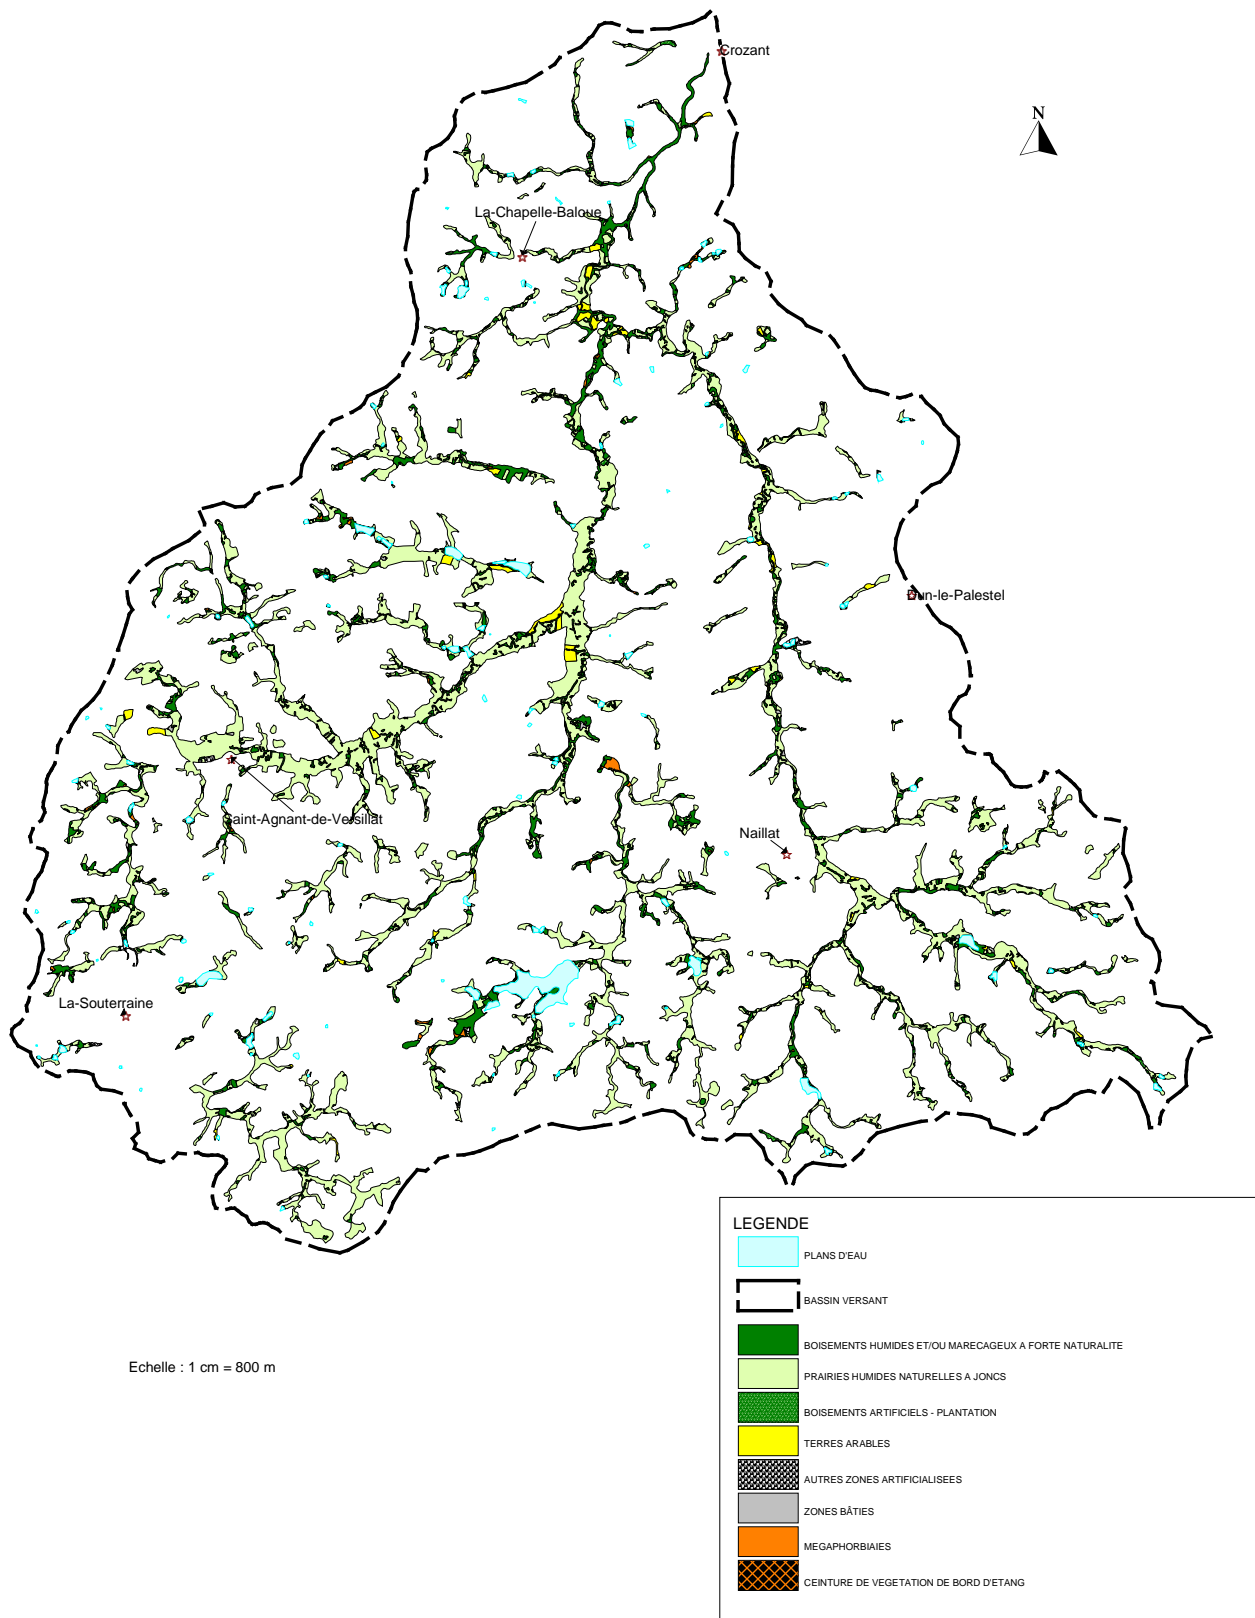 Crozant
N
La-Chapelle-Baloue
Dun-le-Palestel
Saint-Agnant-de-Versillat
Naillat
La-Souterraine
LEGENDE
PLANS D'EAU
BASSIN VERSANT
BOISEMENTS HUMIDES ET/OU MARECAGEUX A FORTE NATURALITE
PRAIRIES HUMIDES NATURELLES A JONCS
BOISEMENTS ARTIFICIELS - PLANTATION
TERRES ARABLES
AUTRES ZONES ARTIFICIALISEES
ZONES BÂTIES
MEGAPHORBIAIES
CEINTURE DE VEGETATION DE BORD D'ETANG
Echelle : 1 cm = 800 m